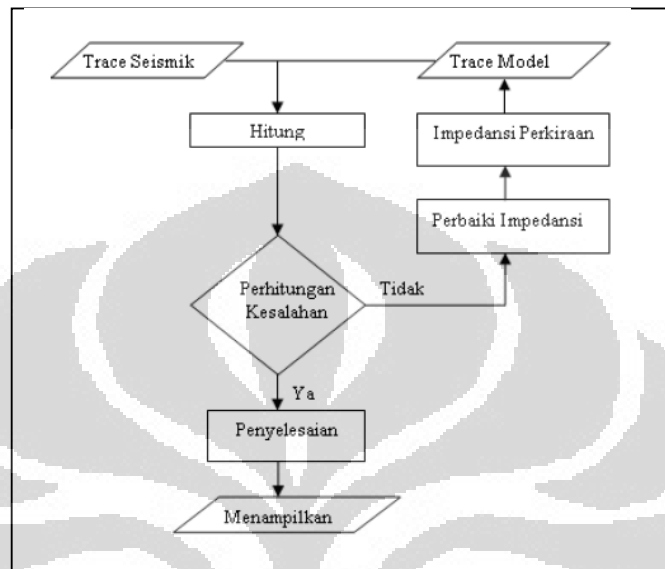 Trace Seismik
Trace Model
Hitung
Impedansi Perkiraan
Perbaiki Impedansi
Perhitungan
Kesalahan
Tidak
Ya
Penyelesaian
Menampilkan